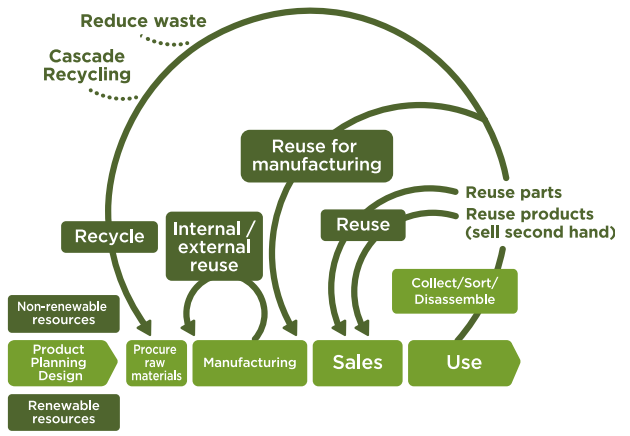 Reduce waste
Cascade
Recycling
Reuse for
manufacturing
Reuse parts
Reuse products
(sell second hand)
Reuse
Recycle
Internal /
external
reuse
Collect/Sort/
Disassemble
Non-renewable
resources
Product
Planning
Design
Procure
raw
materials
Manufacturing
Sales
Use
Renewable
resources